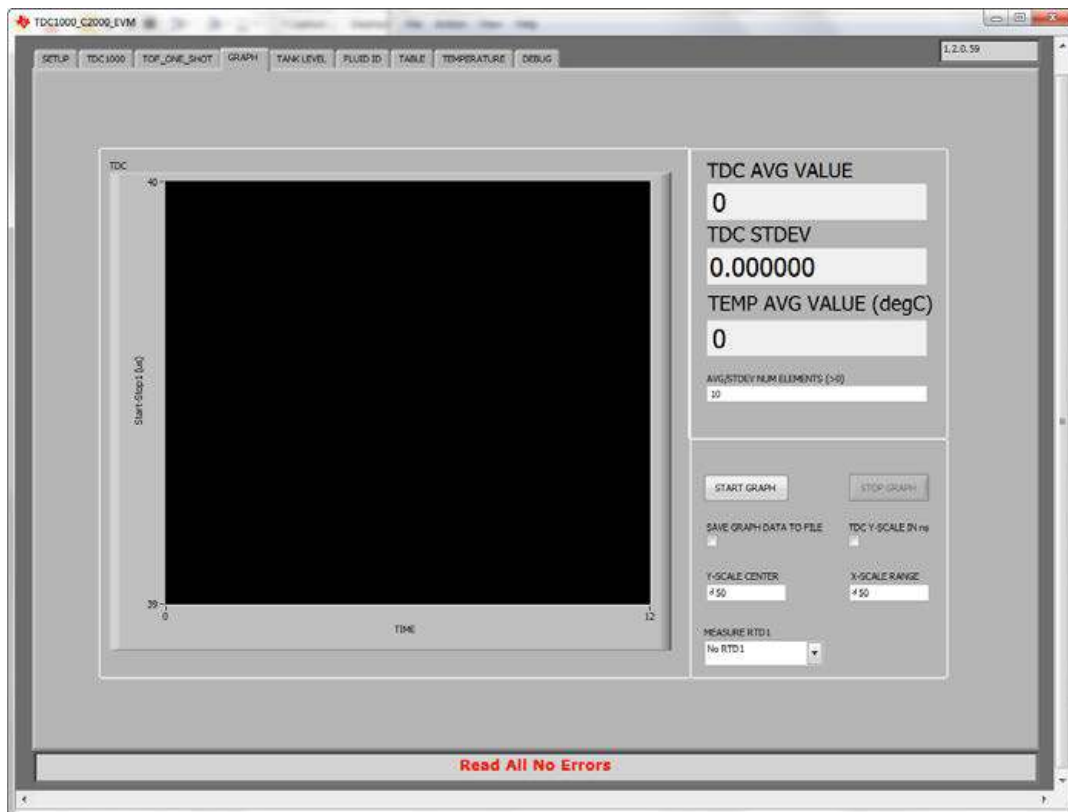 TDC1000_C2000_EVM
1.2.0.59
SETUP TDC1000 TOF_ONE_SHOT GRAPH TANK LEVEL FLUID ID TABLE TEMPERATURE DEBUG
TDC
40
Start-Stop1 (us)
39
0
12
TIME
TDC AVG VALUE
0
TDC STDEV
0.000000
TEMP AVG VALUE (degC)
0
AVG/STDEV NUM ELEMENTS (>0)
10
START GRAPH STOP GRAPH
SAVE GRAPH DATA TO FILE TDC Y-SCALE IN ns
Y-SCALE CENTER X-SCALE RANGE
50 50
MEASURE RTD1
No RTD1
Read All No Errors